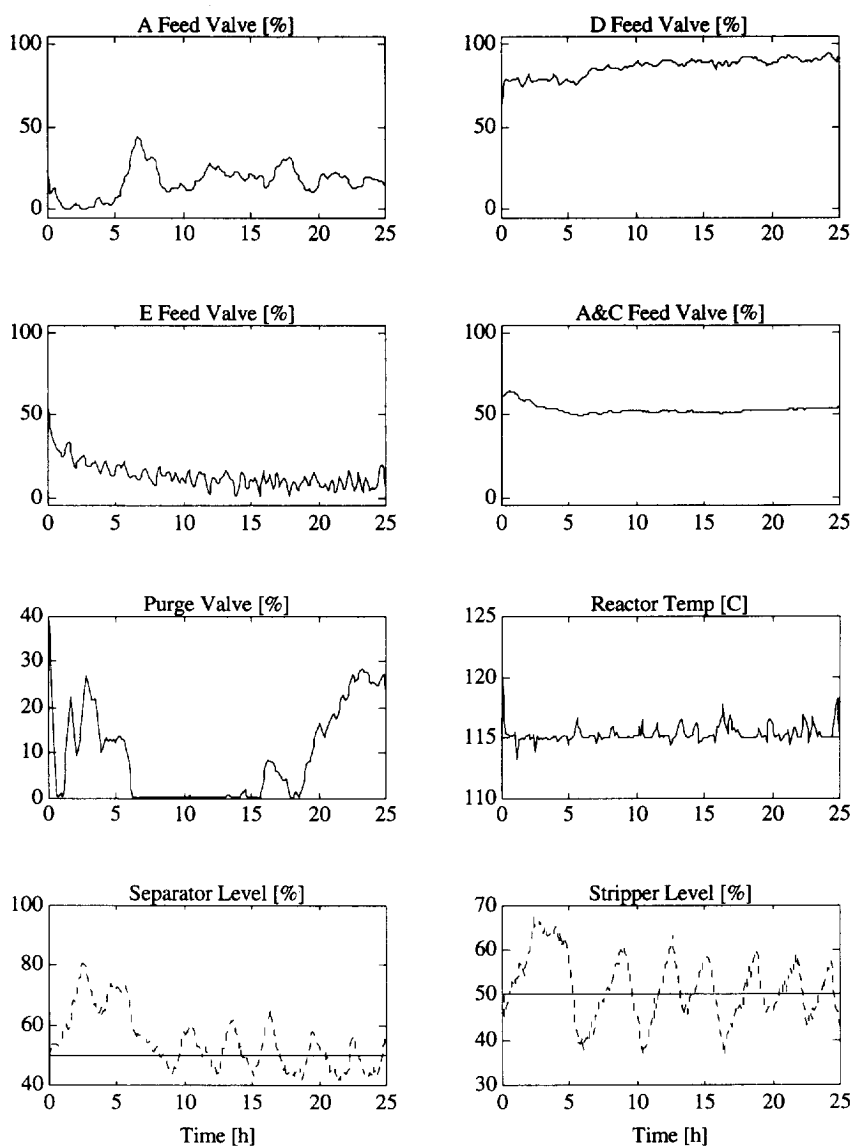 A Feed Valve [%]
D Feed Valve [%]
100
50
0
0 5 10 15 20 25
100
50
0
0 5 10 15 20 25
E Feed Valve [%]
A&C Feed Valve [%]
100
50
0
0 5 10 15 20 25
100
50
0
0 5 10 15 20 25
Purge Valve [%]
Reactor Temp [C]
40
30
20
10
0
0 5 10 15 20 25
125
120
115
110
0 5 10 15 20 25
Separator Level [%]
Stripper Level [%]
100
80
60
40
0 5 10 15 20 25
Time [h]
70
60
50
40
30
0 5 10 15 20 25
Time [h]